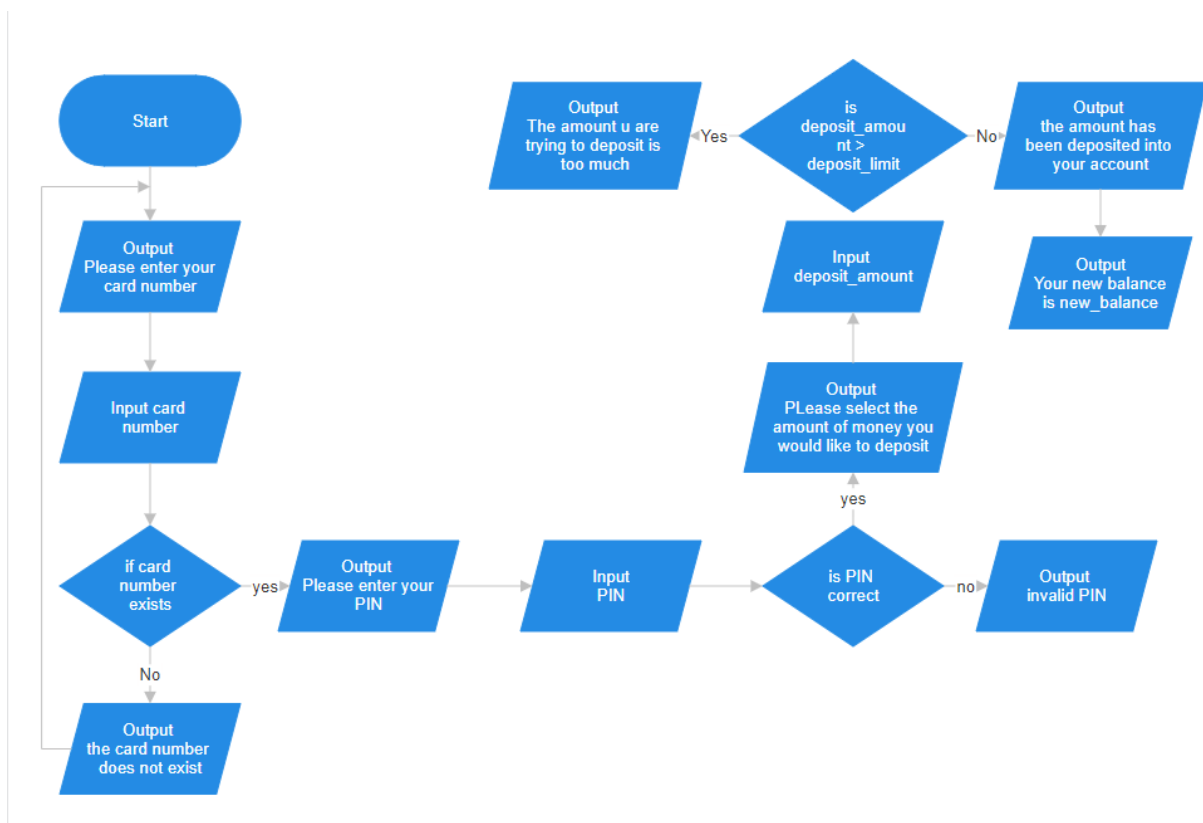 Start
Output
Please enter your
card number
Input card
number
if card
number
exists
No
Output
the card number
does not exist
yes
Output
Please enter your
PIN
Input
PIN
is PIN
correct
no
Output
invalid PIN
yes
Output
PLease select the
amount of money you
would like to deposit
Input
deposit_amount
is
deposit_amou
nt >
deposit_limit
Yes
Output
The amount u are
trying to deposit is
too much
No
Output
the amount has
been deposited into
your account
Output
Your new balance
is new_balance